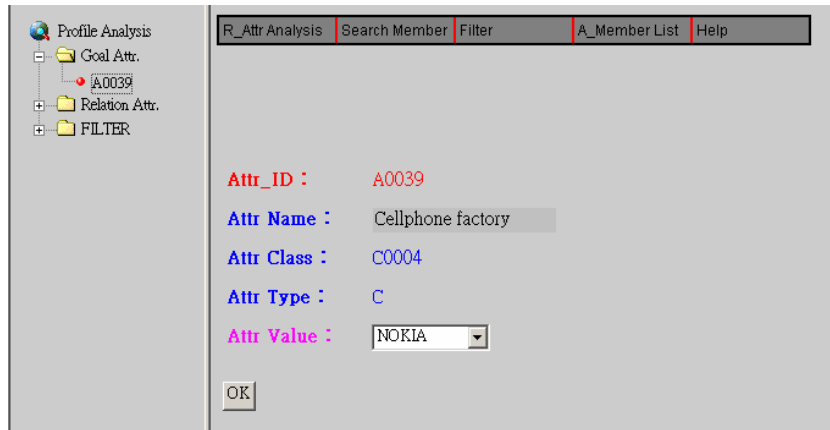 Profile Analysis
Goal Attr.
A0039
Relation Attr.
FILTER
R_Attr Analysis Search Member Filter A_Member List Help
Attr_ID： A0039
Attr Name： Cellphone factory
Attr Class： C0004
Attr Type： C
Attr Value： NOKIA
OK